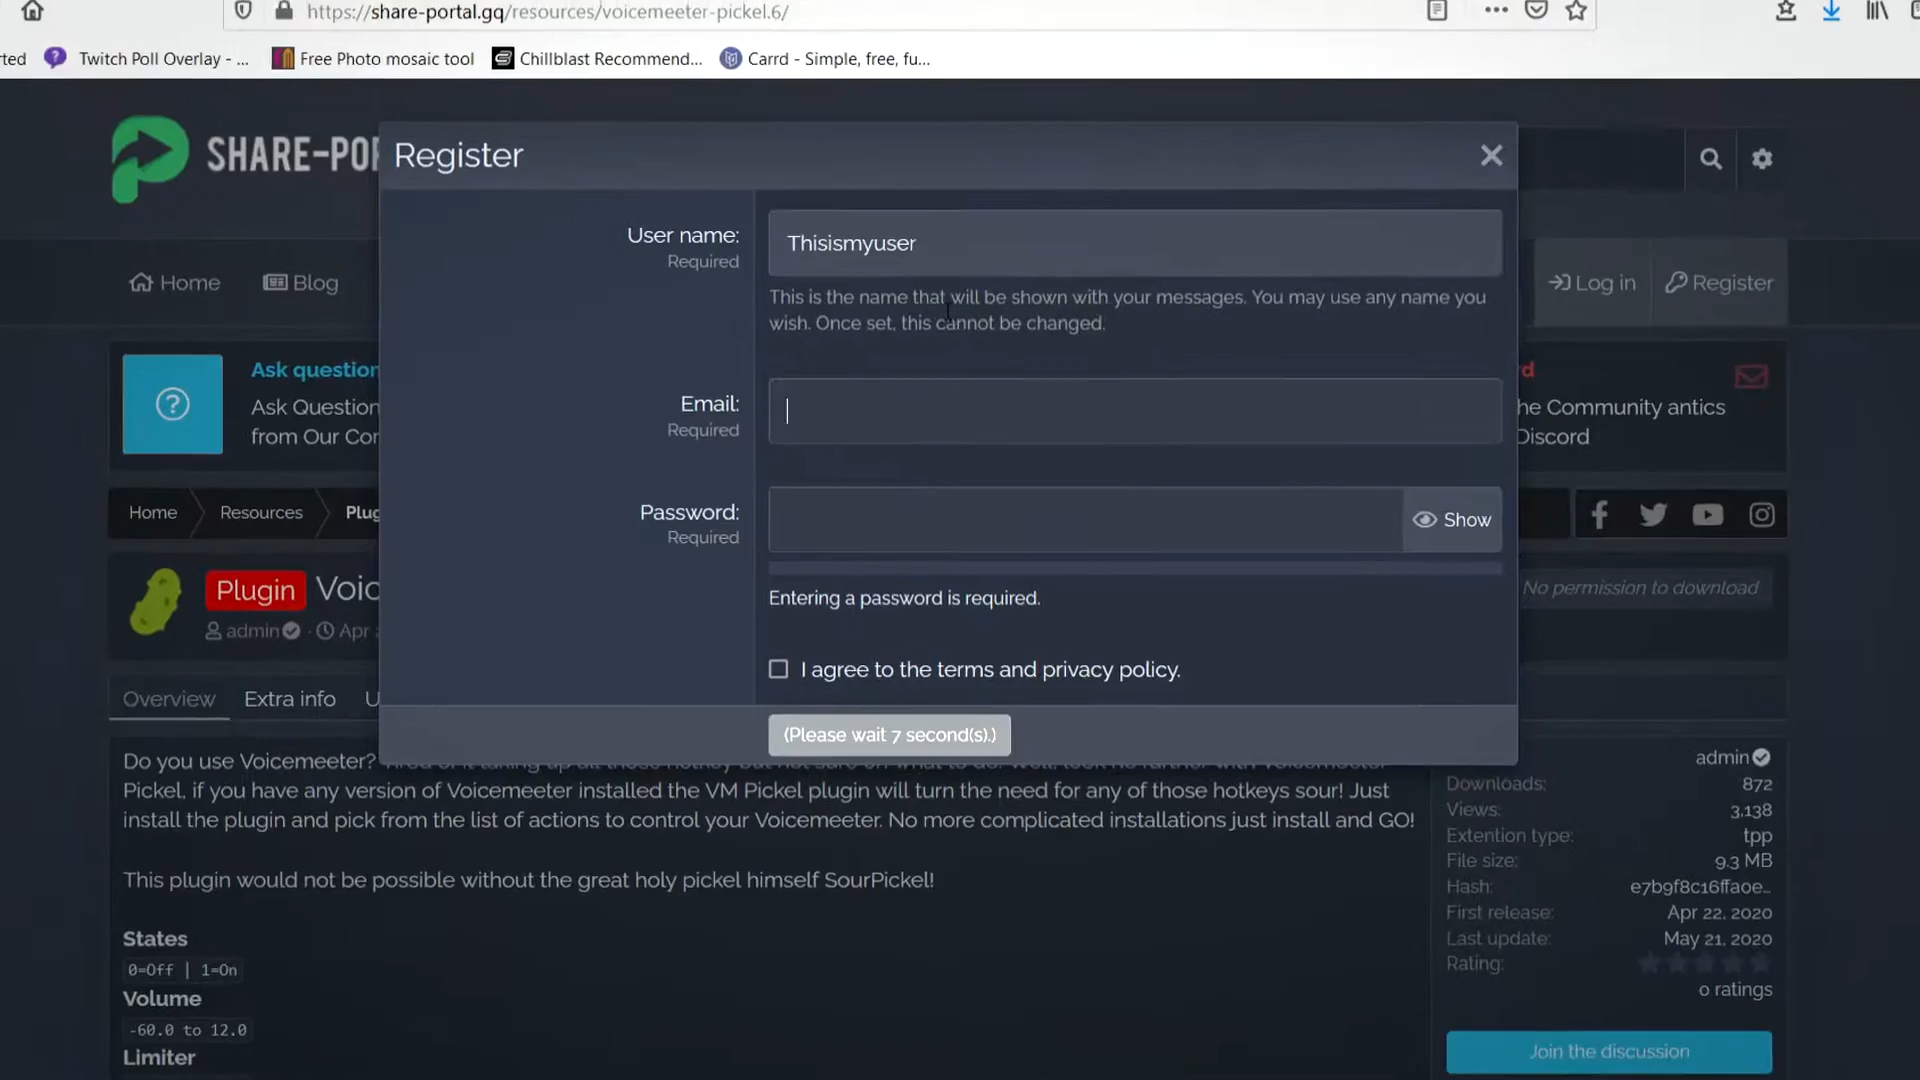 https://share-portal.gq/resources/voicemeeter-pickel.6/
rted Twitch Poll Overlay - ... Free Photo mosaic tool Chillblast Recommend... Carrd - Simple, free, fu...
SHARE-POR
Register
User name:
Required
Thisismyuser
This is the name that will be shown with your messages. You may use any name you
wish. Once set, this cannot be changed.
Home Blog
Log in Register
Email:
Required
Ask question
Ask Question
from Our Cor
d
he Community antics
Discord
Password:
Required
Show
Home Resources Plug
Entering a password is required.
Plugin Voic
admin · Apr
No permission to download
I agree to the terms and privacy policy.
Overview Extra info U
(Please wait 7 second(s).)
Do you use Voicemeeter?
Pickel, if you have any version of Voicemeeter installed the VM Pickel plugin will turn the need for any of those hotkeys sour! Just
install the plugin and pick from the list of actions to control your Voicemeeter. No more complicated installations just install and GO!
This plugin would not be possible without the great holy pickel himself SourPickel!
States
0=Off | 1=On
Volume
-60.0 to 12.0
Limiter
admin
Downloads: 872
Views: 3,138
Extention type: tpp
File size: 9.3 MB
Hash: e7b9f8c16ffa0e...
First release: Apr 22, 2020
Last update: May 21, 2020
Rating:
0 ratings
Join the discussion